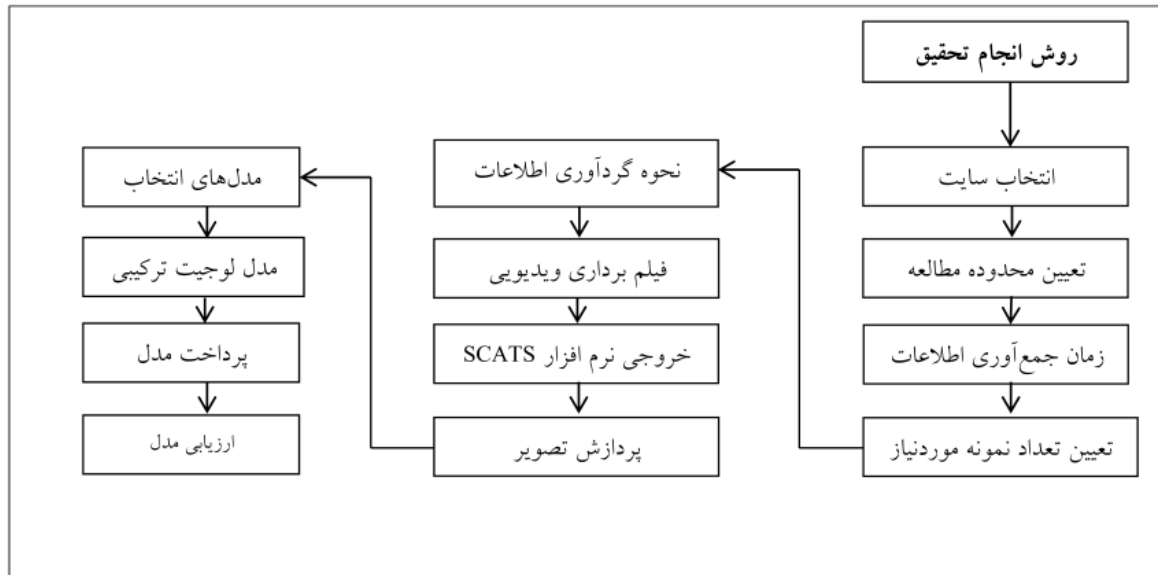 روش انجام تحقیق
انتخاب سایت
تعیین محدوده مطالعه
زمان جمع‌آوری اطلاعات
تعیین تعداد نمونه موردنیاز
نحوه گردآوری اطلاعات
فیلم برداری ویدیویی
خروجی نرم افزار SCATS
پردازش تصویر
مدل‌های انتخاب
مدل لوجیت ترکیبی
پرداخت مدل
ارزیابی مدل